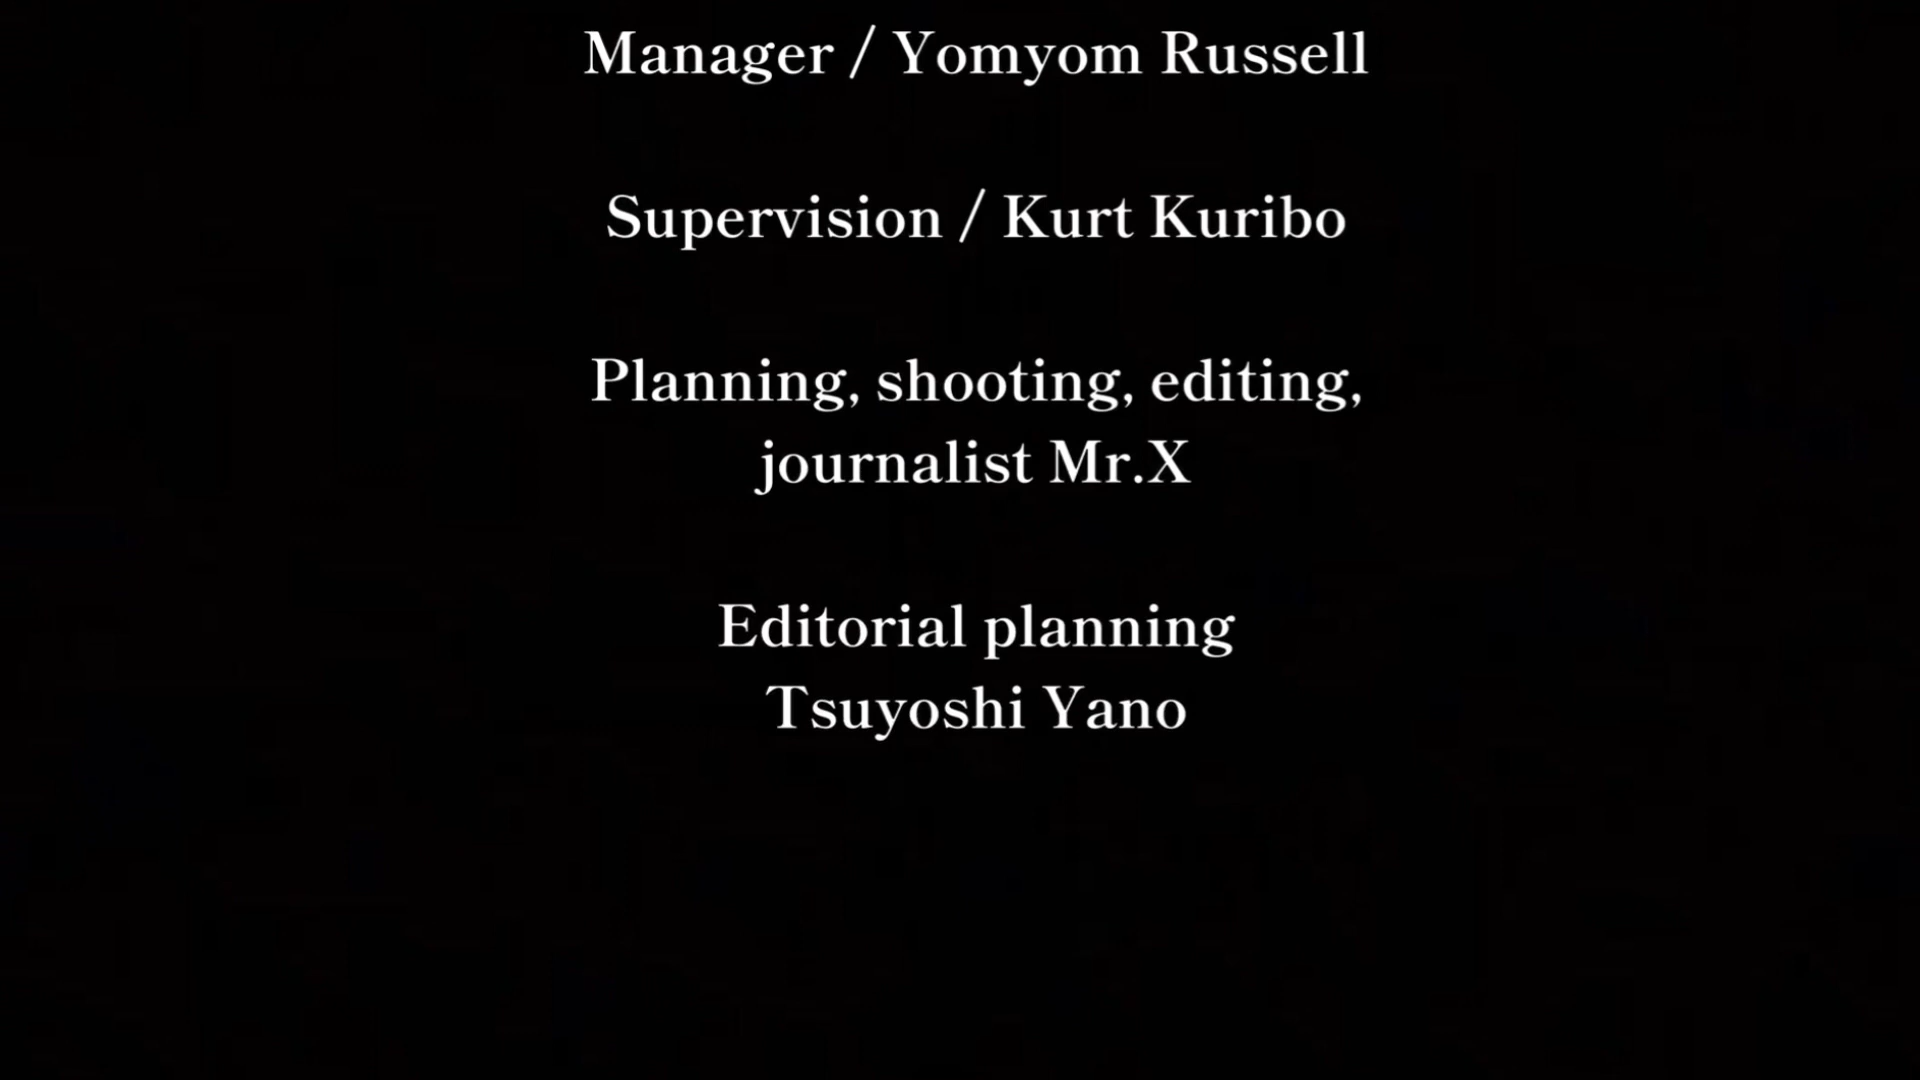 Manager / Yomyom Russell
Supervision / Kurt Kuribo
Planning, shooting, editing,
journalist Mr.X
Editorial planning
Tsuyoshi Yano